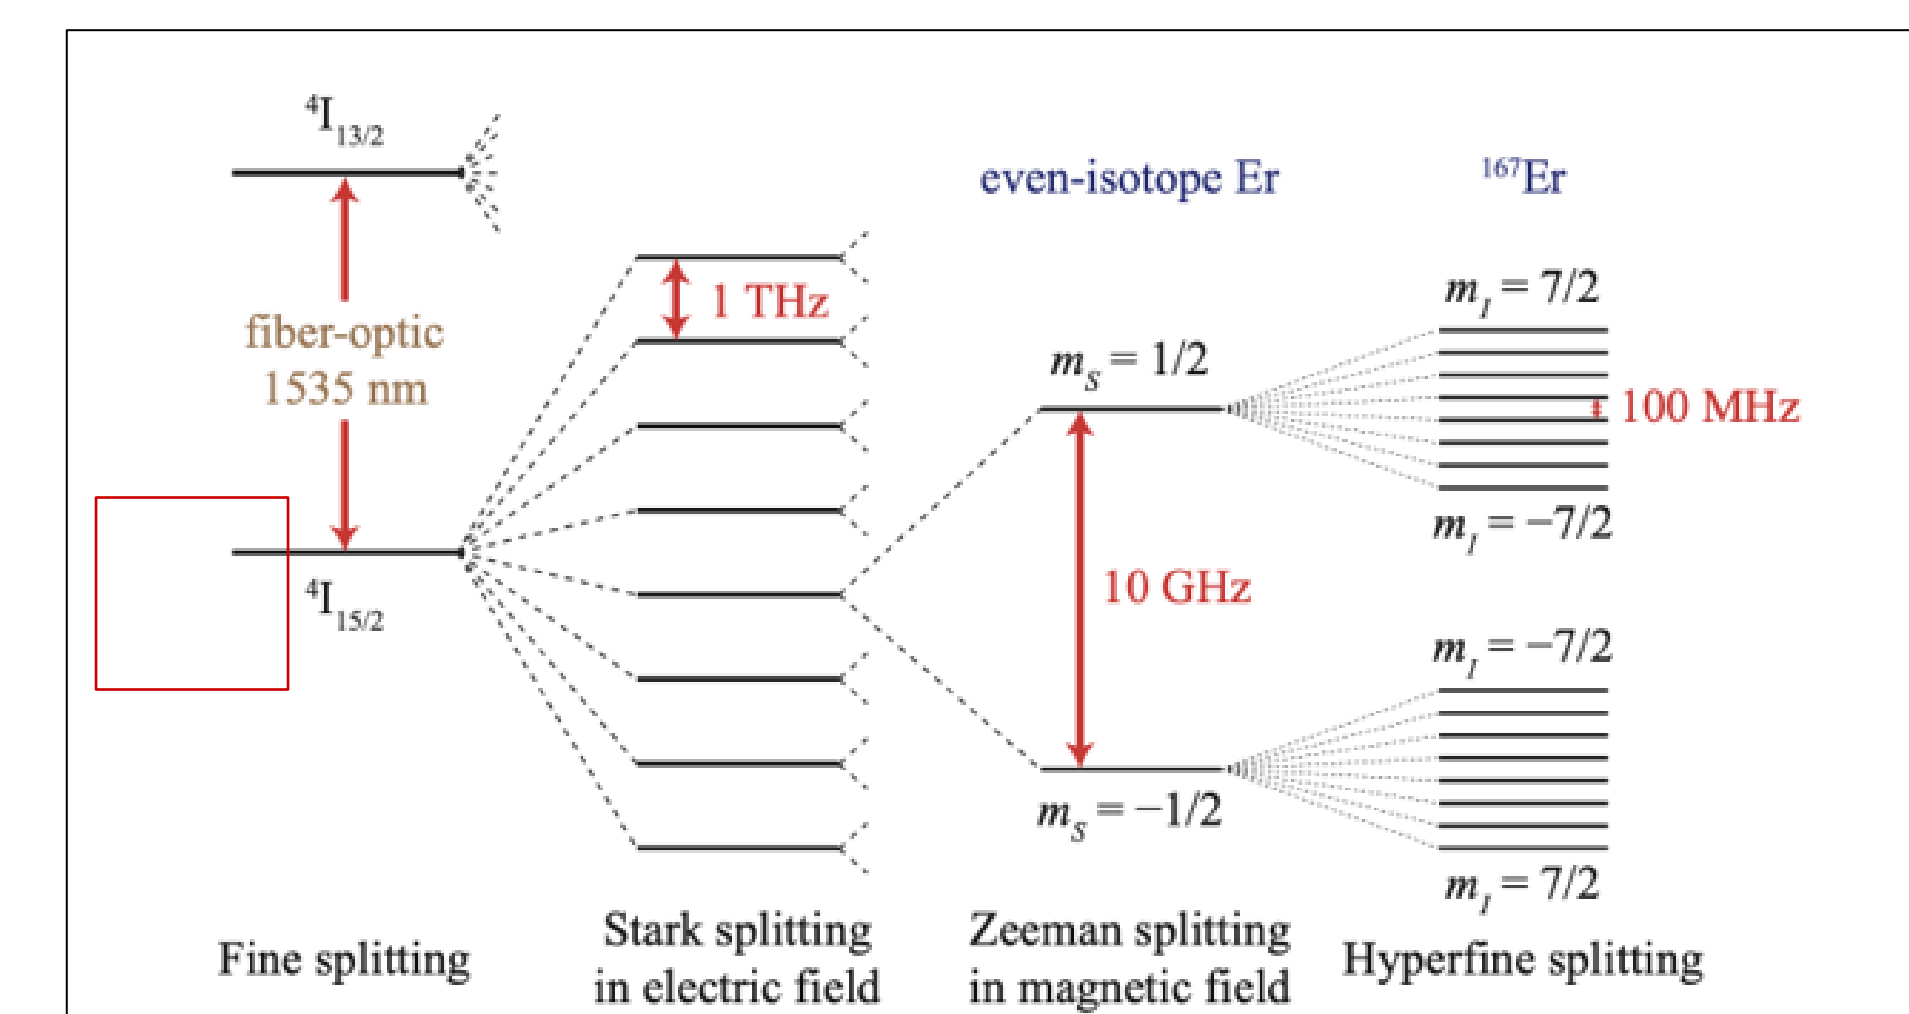 ⁴I₁₃/₂
fiber-optic
1535 nm
⁴I₁₅/₂
Fine splitting
1 THz
Stark splitting
in electric field
even-isotope Er
mₛ = 1/2
10 GHz
mₛ = −1/2
Zeeman splitting
in magnetic field
¹⁶⁷Er
m_I = 7/2
100 MHz
m_I = −7/2
m_I = −7/2
m_I = 7/2
Hyperfine splitting